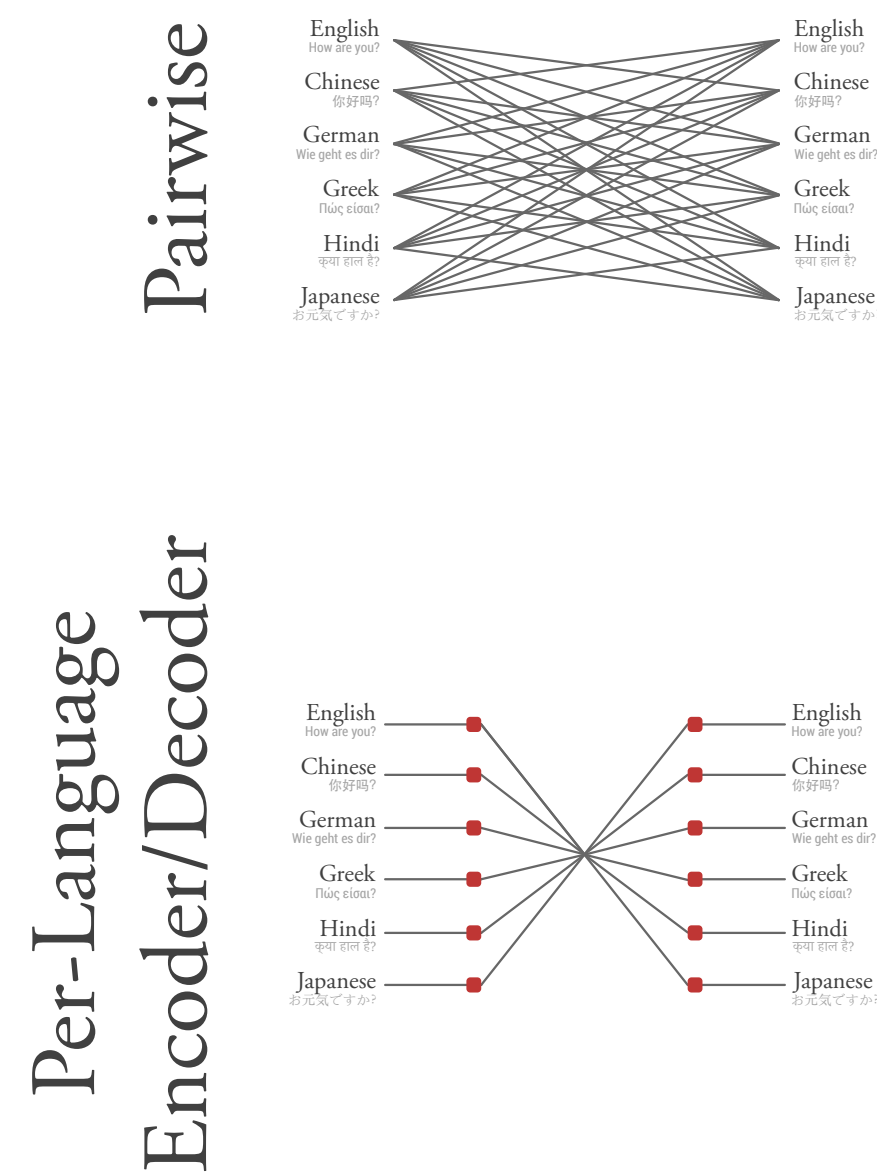 Pairwise
English
How are you?
Chinese
你好吗?
German
Wie geht es dir?
Greek
Πώς είσαι?
Hindi
क्या हाल है?
Japanese
お元気ですか?
English
How are you?
Chinese
你好吗?
German
Wie geht es dir?
Greek
Πώς είσαι?
Hindi
क्या हाल है?
Japanese
お元気ですか
Per-Language
Encoder/Decoder
English
How are you?
Chinese
你好吗?
German
Wie geht es dir?
Greek
Πώς είσαι?
Hindi
क्या हाल है?
Japanese
お元気ですか?
English
How are you?
Chinese
你好吗?
German
Wie geht es dir?
Greek
Πώς είσαι?
Hindi
क्या हाल है?
Japanese
お元気ですか?